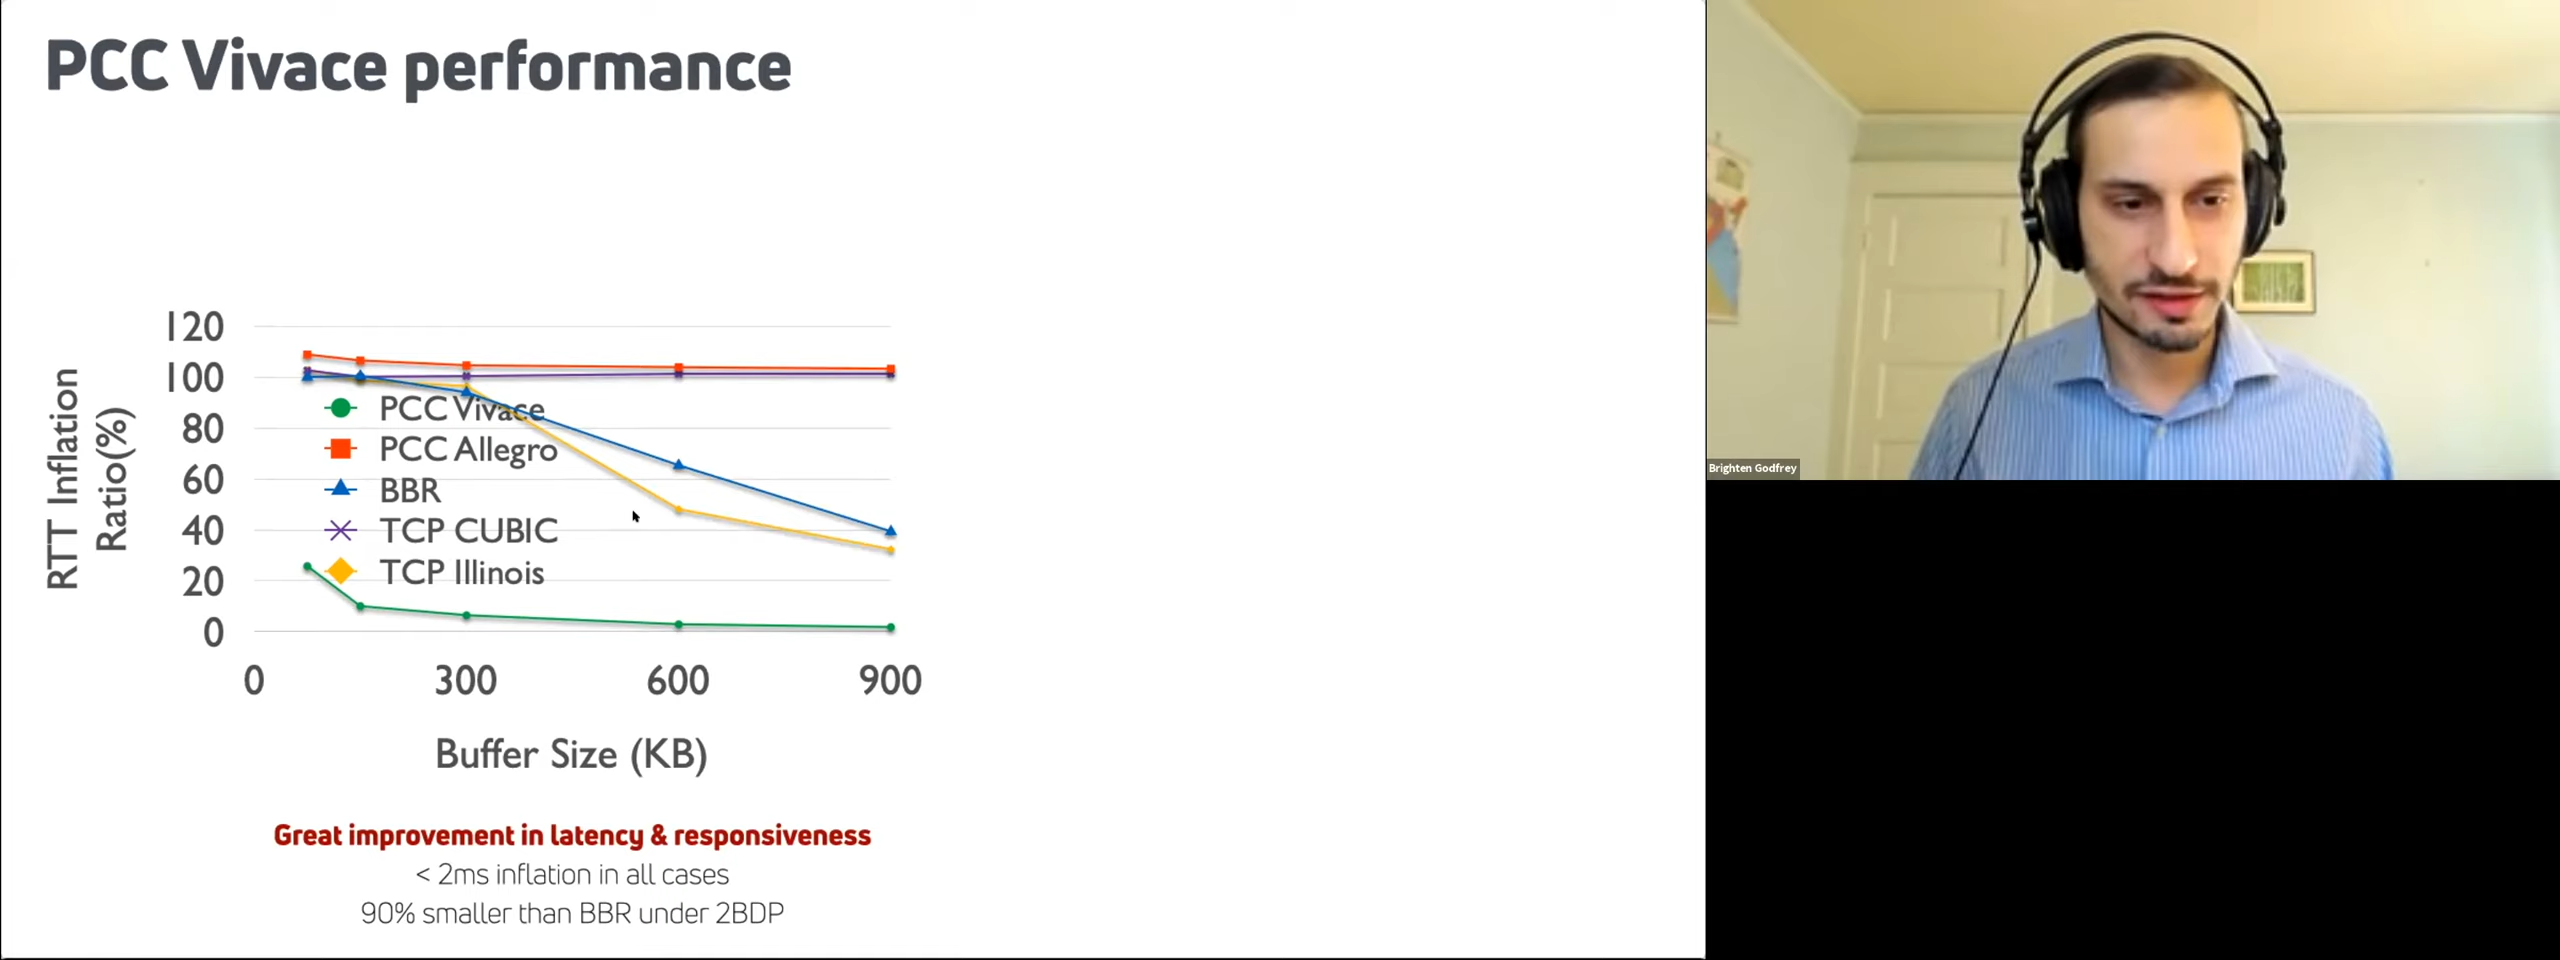 PCC Vivace performance
120
100
80
60
40
20
0
RTT Inflation
Ratio(%)
PCC Vivace
PCC Allegro
BBR
TCP CUBIC
TCP Illinois
0 300 600 900
Buffer Size (KB)
Great improvement in latency & responsiveness
< 2ms inflation in all cases
90% smaller than BBR under 2BDP
Brighten Godfrey